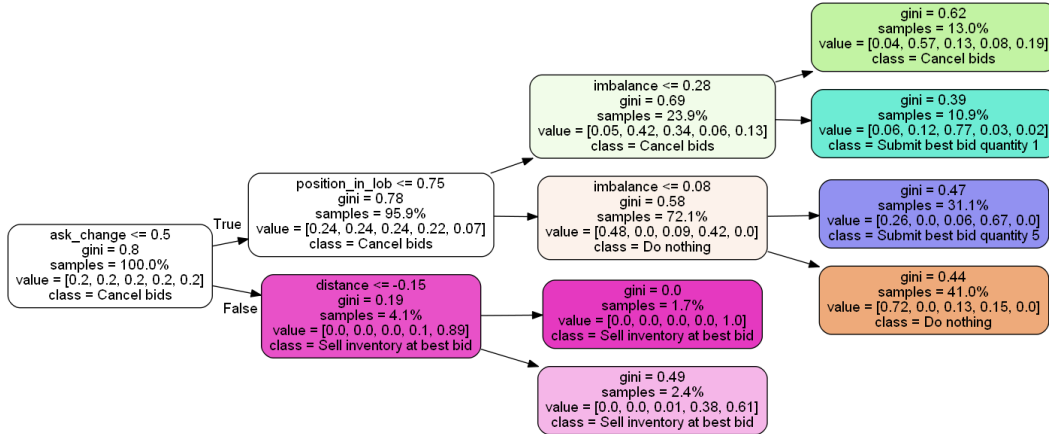 ask_change <= 0.5
gini = 0.8
samples = 100.0%
value = [0.2, 0.2, 0.2, 0.2, 0.2]
class = Cancel bids
True
False
position_in_lob <= 0.75
gini = 0.78
samples = 95.9%
value = [0.24, 0.24, 0.24, 0.22, 0.07]
class = Cancel bids
distance <= -0.15
gini = 0.19
samples = 4.1%
value = [0.0, 0.0, 0.0, 0.1, 0.89]
class = Sell inventory at best bid
imbalance <= 0.28
gini = 0.69
samples = 23.9%
value = [0.05, 0.42, 0.34, 0.06, 0.13]
class = Cancel bids
imbalance <= 0.08
gini = 0.58
samples = 72.1%
value = [0.48, 0.0, 0.09, 0.42, 0.0]
class = Do nothing
gini = 0.0
samples = 1.7%
value = [0.0, 0.0, 0.0, 0.0, 1.0]
class = Sell inventory at best bid
gini = 0.49
samples = 2.4%
value = [0.0, 0.0, 0.01, 0.38, 0.61]
class = Sell inventory at best bid
gini = 0.62
samples = 13.0%
value = [0.04, 0.57, 0.13, 0.08, 0.19]
class = Cancel bids
gini = 0.39
samples = 10.9%
value = [0.06, 0.12, 0.77, 0.03, 0.02]
class = Submit best bid quantity 1
gini = 0.47
samples = 31.1%
value = [0.26, 0.0, 0.06, 0.67, 0.0]
class = Submit best bid quantity 5
gini = 0.44
samples = 41.0%
value = [0.72, 0.0, 0.13, 0.15, 0.0]
class = Do nothing